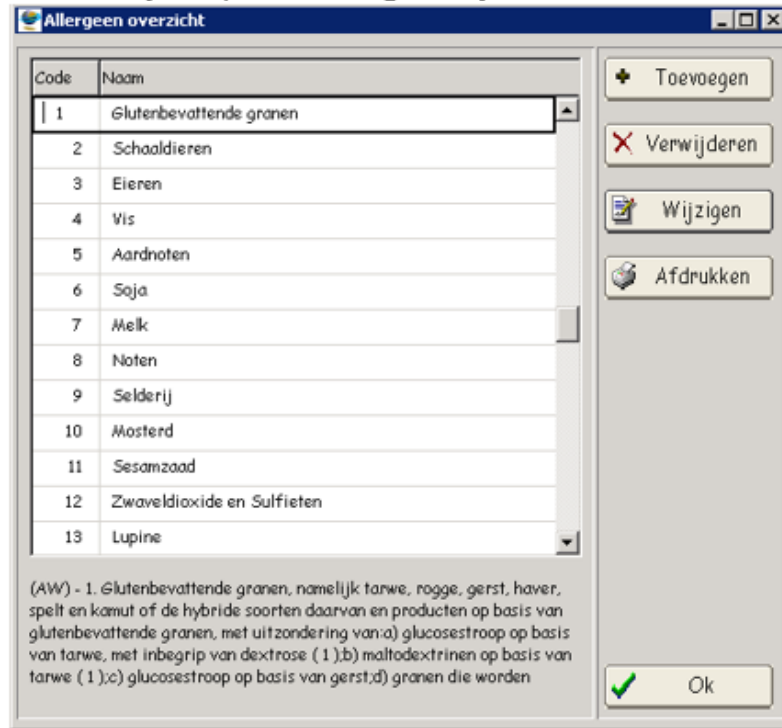 Allergeen overzicht
Code Naam
1 Glutenbevattende granen
2 Schaaldieren
3 Eieren
4 Vis
5 Aardnoten
6 Soja
7 Melk
8 Noten
9 Selderij
10 Mosterd
11 Sesamzaad
12 Zwaveldioxide en Sulfieten
13 Lupine
(AW) - 1. Glutenbevattende granen, namelijk tarwe, rogge, gerst, haver,
spelt en kamut of de hybride soorten daarvan en producten op basis van
glutenbevattende granen, met uitzondering van:a) glucosestroop op basis
van tarwe, met inbegrip van dextrose (1);b) maltodextrinen op basis van
tarwe (1);c) glucosestroop op basis van gerst;d) granen die worden
Toevoegen
Verwijderen
Wijzigen
Afdrukken
Ok